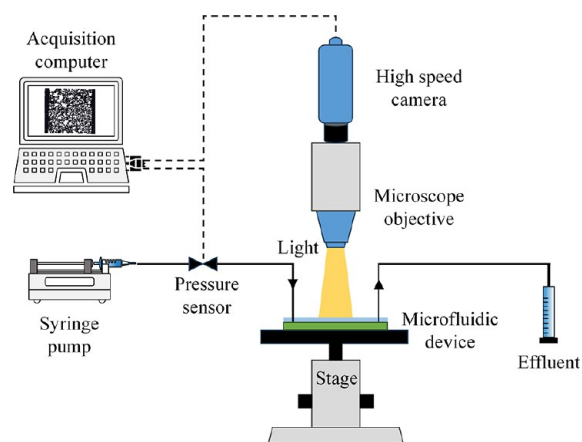 Acquisition
computer
High speed
camera
Microscope
objective
Light
Pressure
sensor
Syringe
pump
Microfluidic
device
Stage
Effluent